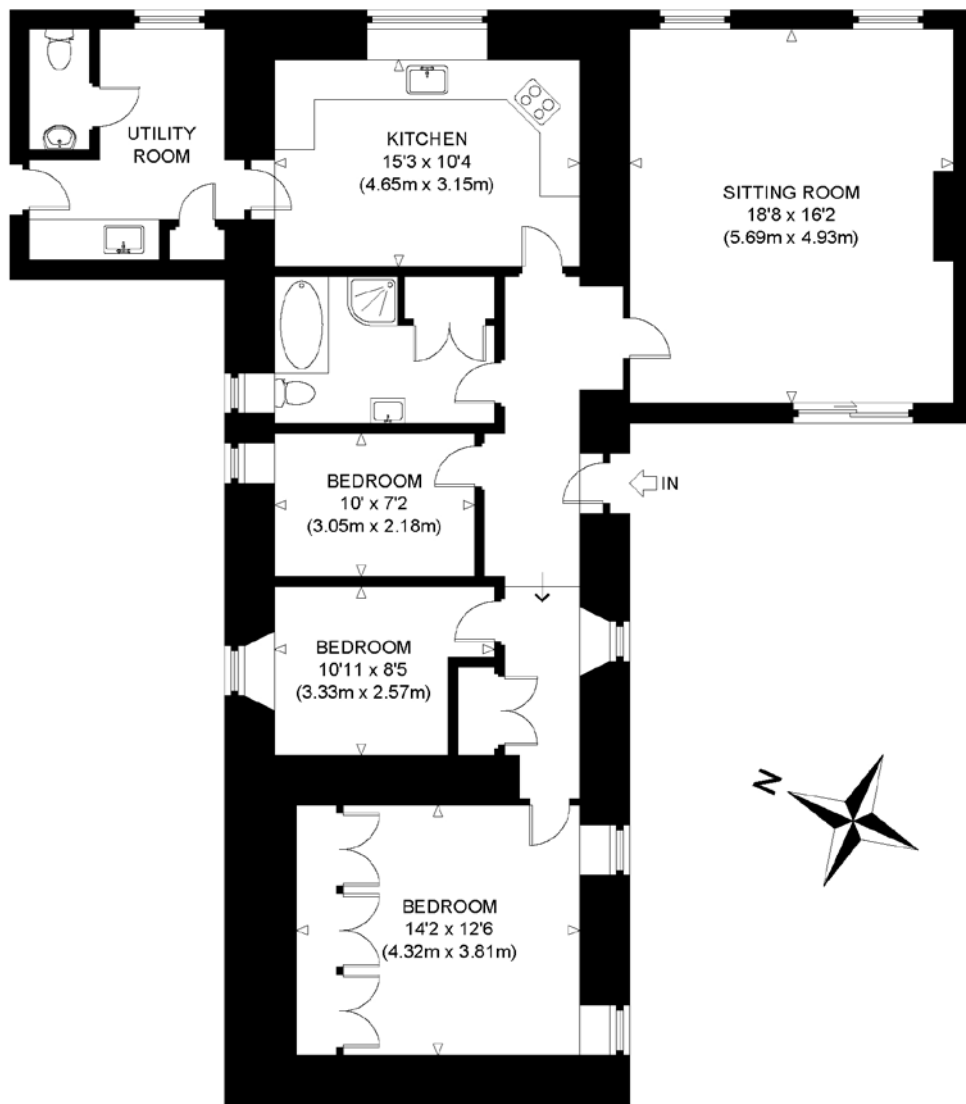 UTILITY
ROOM
KITCHEN
15'3 x 10'4
(4.65m x 3.15m)
SITTING ROOM
18'8 x 16'2
(5.69m x 4.93m)
BEDROOM
10' x 7'2
(3.05m x 2.18m)
IN
BEDROOM
10'11 x 8'5
(3.33m x 2.57m)
N
BEDROOM
14'2 x 12'6
(4.32m x 3.81m)